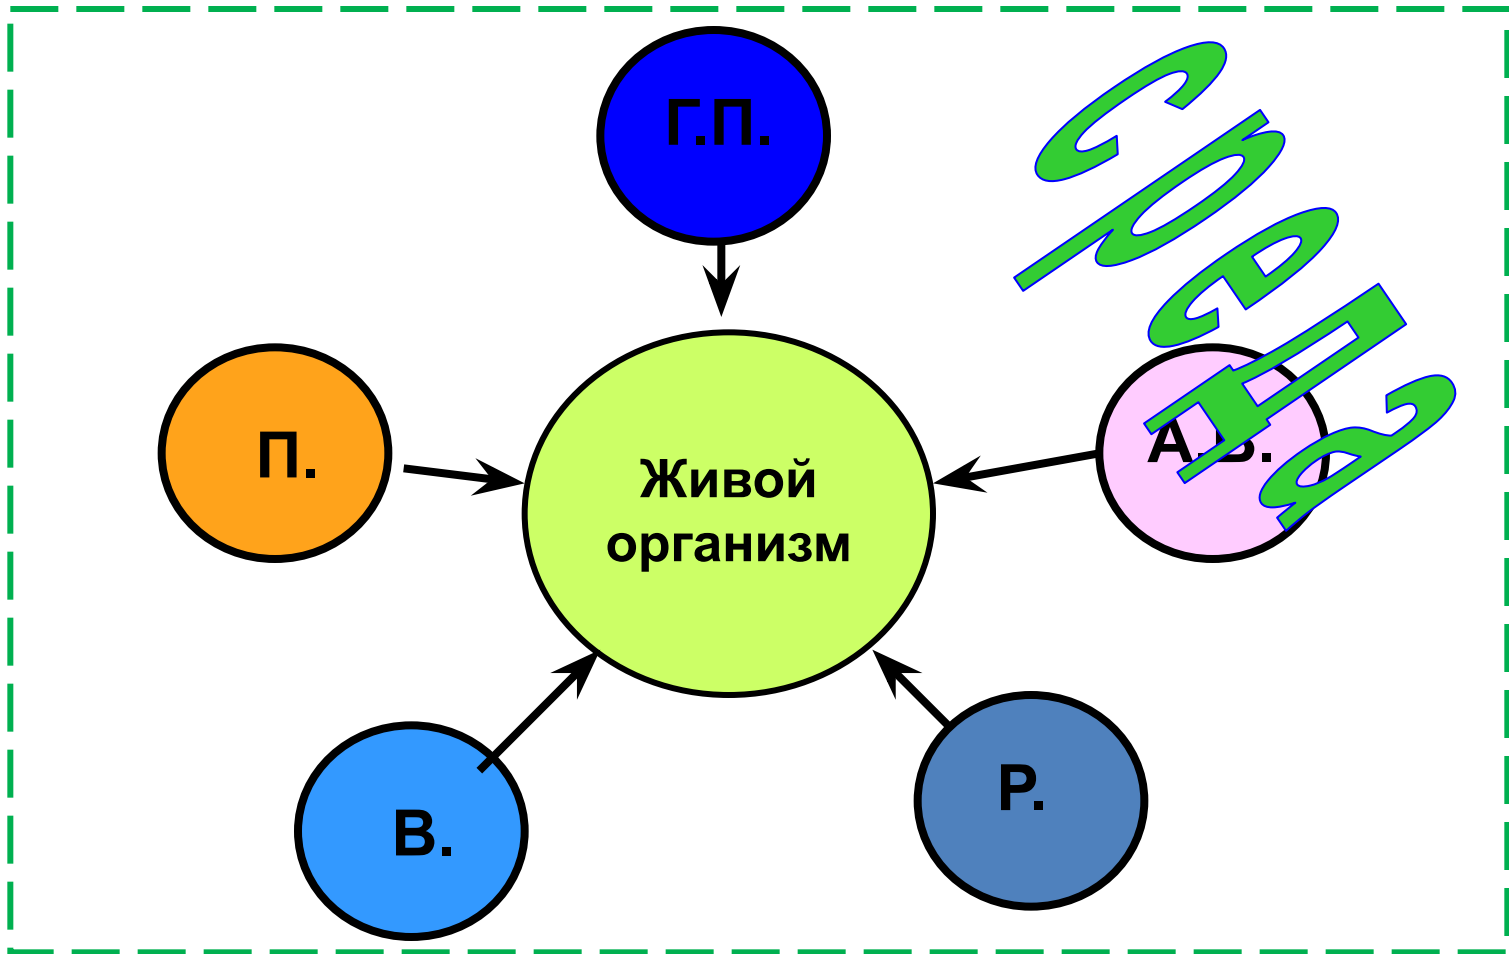 Г.П.
Среда
П.
Живой
организм
А.В.
В.
Р.